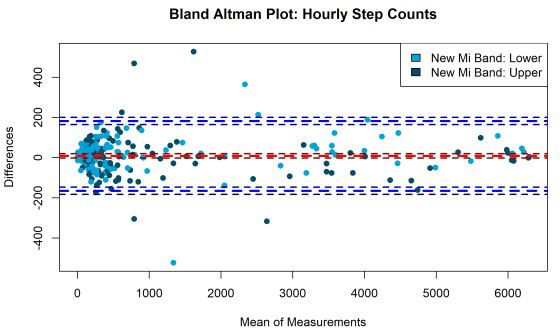 Bland Altman Plot: Hourly Step Counts
New Mi Band: Lower
New Mi Band: Upper
Differences
400
200
0
-200
-400
0 1000 2000 3000 4000 5000 6000
Mean of Measurements